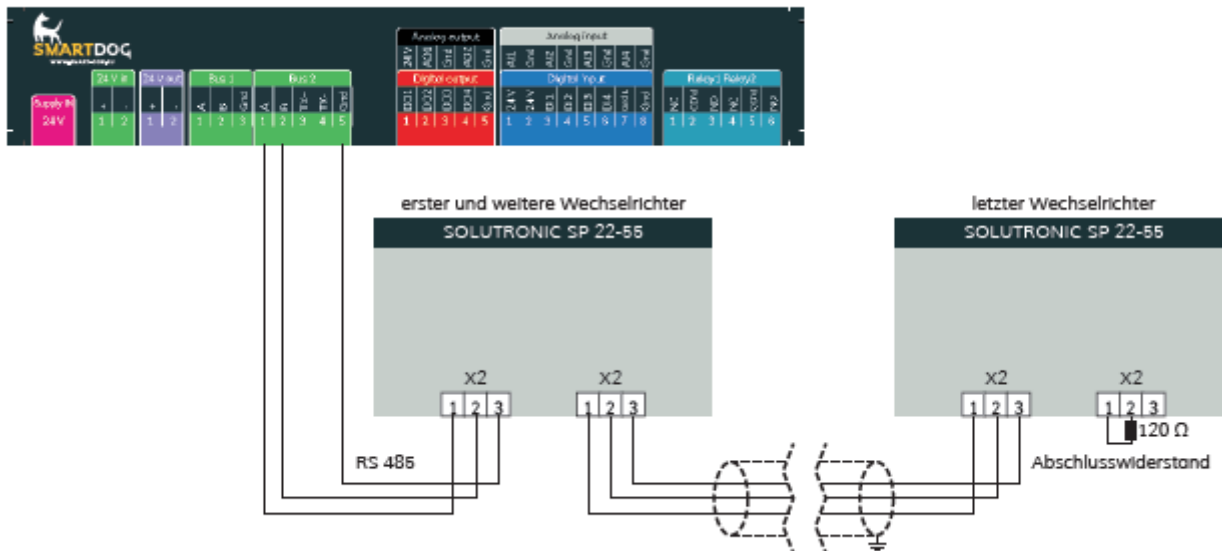 SMARTDOG
Analog output
Analog input
24V AO1 Gnd AO2 Gnd
AI1 Gnd AI2 Gnd AI3 Gnd AI4 Gnd
24 V in
24 V out
Bus 1
Bus 2
Digital output
Digital Input
Relay1 Relay2
Supply IN
24V
+ -
+ -
A B Gnd
A B TX+ TX- Gnd
DO1 DO2 DO3 DO4 Gnd
24V 24V DI1 DI2 DI3 DI4
NC NO NC NO
1 2
1 2
1 2 3
1 2 3 4 5
1 2 3 4 5
1 2 3 4 5 6 7 8
1 2 3 4 5 6
erster und weitere Wechselrichter
letzter Wechselrichter
SOLUTRONIC SP 22-55
SOLUTRONIC SP 22-55
X2
X2
X2
X2
1 2 3
1 2 3
1 2 3
1 2 3
120 Ω
RS 485
Abschlusswiderstand